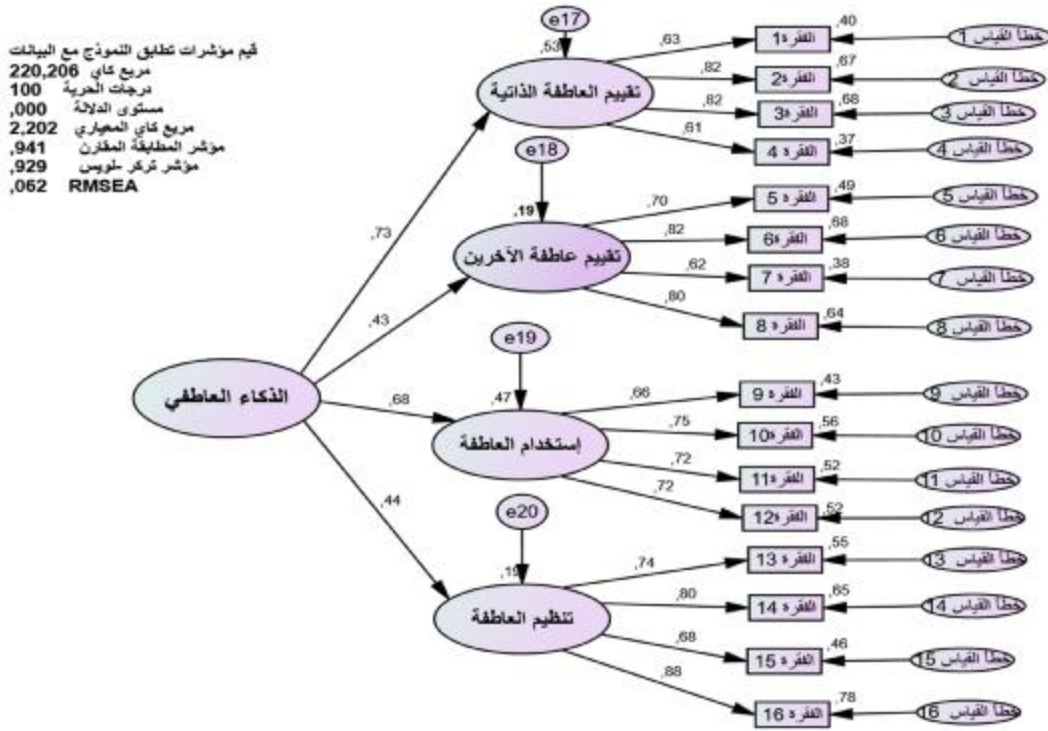 قيم مؤشرات تطابق النموذج مع البيانات
مربع كاي 220,206
درجات الحرية 100
مستوى الدلالة ,000
مربع كاي المعياري 2,202
مؤشر المطابقة المقارن ,941
مؤشر تركر -لويس ,929
,062 RMSEA
الذكاء العاطفي
,73
,43
,68
,44
e17
,53
تقييم العاطفة الذاتية
,63
الفقرة 1
,40
خطأ القياس 1
,82
الفقرة 2
,67
خطأ القياس 2
,82
الفقرة 3
,68
خطأ القياس 3
,61
الفقرة 4
,37
خطأ القياس 4
e18
,19
تقييم عاطفة الآخرين
,70
الفقرة 5
,49
خطأ القياس 5
,82
الفقرة 6
,68
خطأ القياس 6
,62
الفقرة 7
,38
خطأ القياس 7
,80
الفقرة 8
,64
خطأ القياس 8
e19
,47
إستخدام العاطفة
,66
الفقرة 9
,43
خطأ القياس 9
,75
الفقرة 10
,56
خطأ القياس 10
,72
الفقرة 11
,52
خطأ القياس 11
,72
الفقرة 12
,52
خطأ القياس 12
e20
,19
تنظيم العاطفة
,74
الفقرة 13
,55
خطأ القياس 13
,80
الفقرة 14
,65
خطأ القياس 14
,68
الفقرة 15
,46
خطأ القياس 15
,88
الفقرة 16
,78
خطأ القياس 16